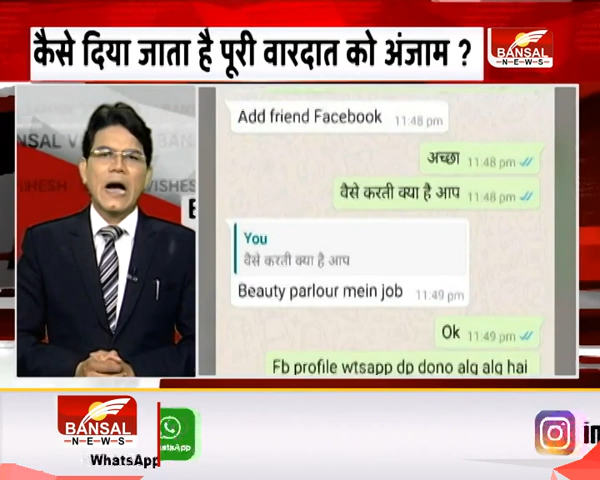 कैसे दिया जाता है पूरी वारदात को अंजाम ?
BANSAL
NEWS
Add friend Facebook 11:48 pm
अच्छा 11:48 pm
वैसे करती क्या है आप 11:48 pm
You
वैसे करती क्या है आप
Beauty parlour mein job 11:49 pm
Ok 11:49 pm
Fb profile wtsapp dp dono alg alg hai
BANSAL
NEWS
WhatsApp